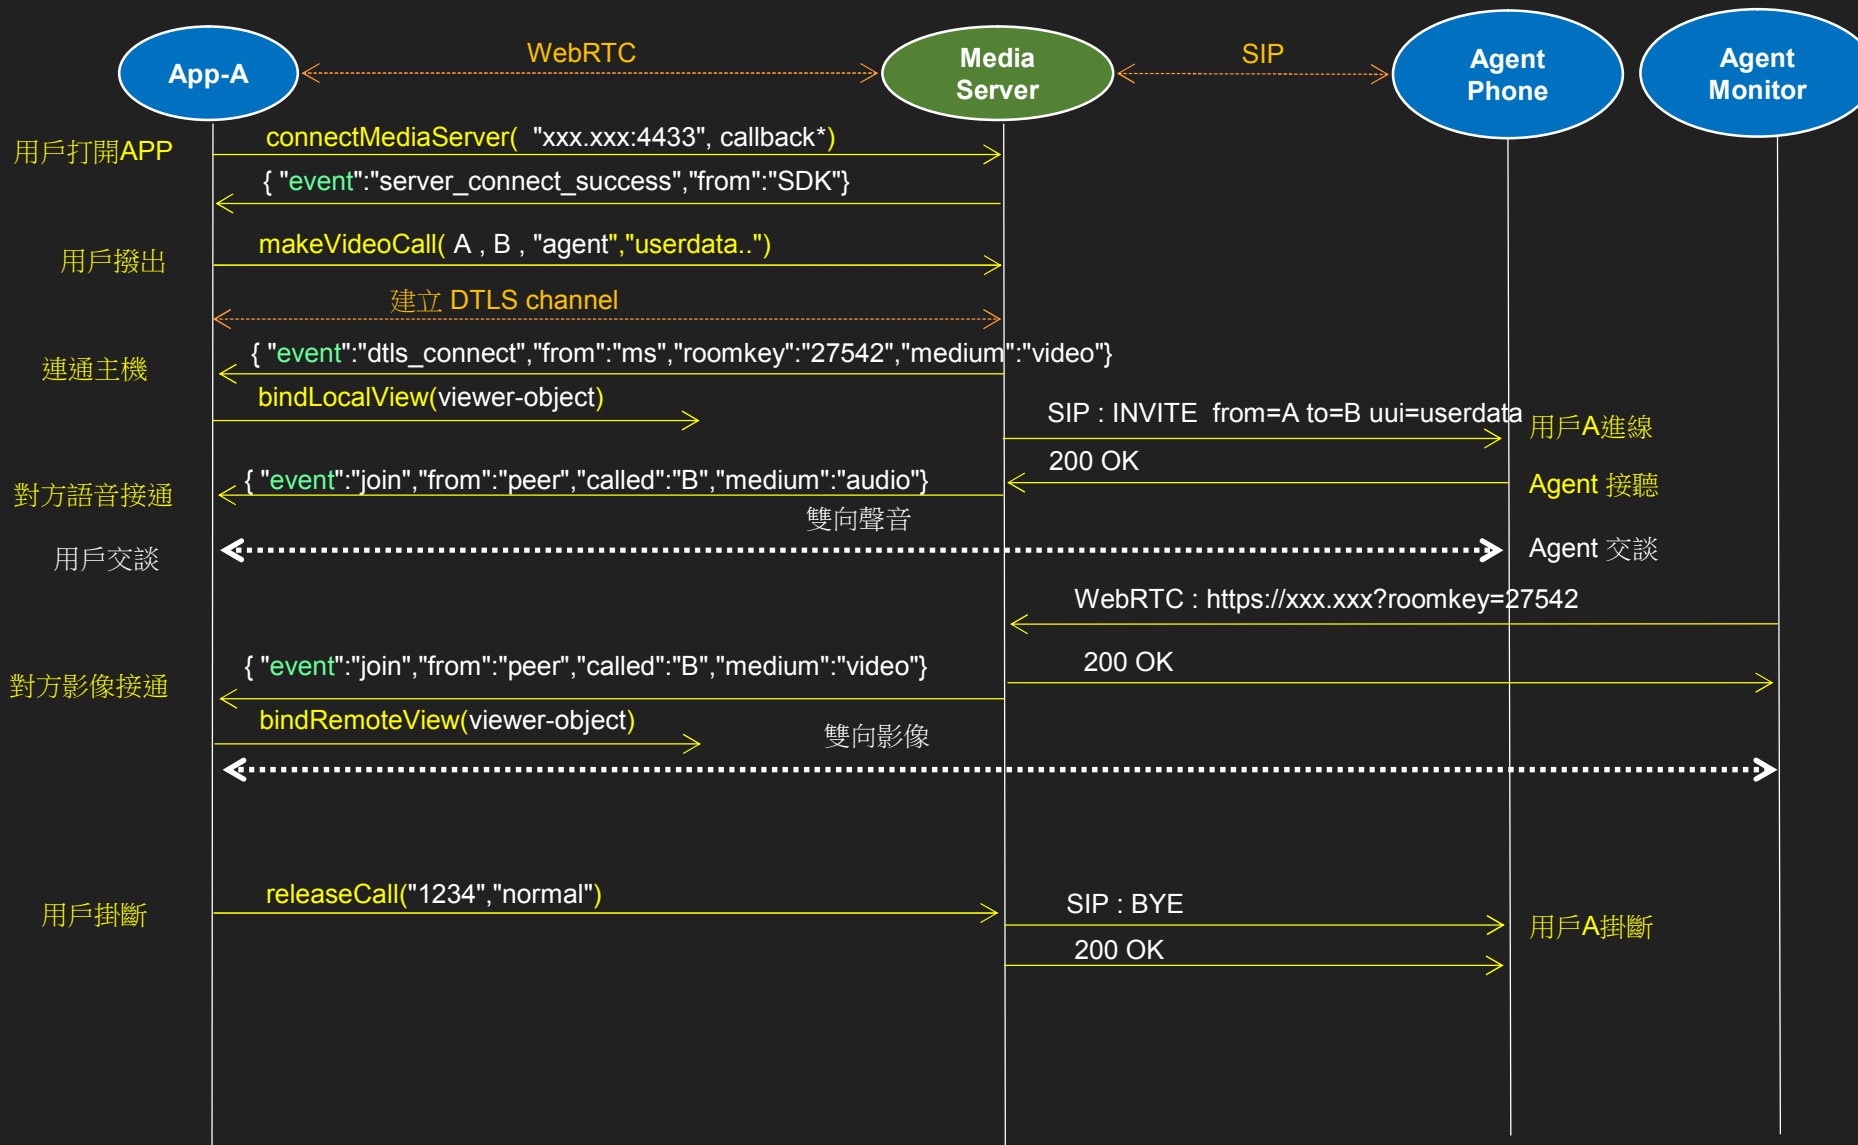 WebRTC
SIP
App-A
Media
Server
Agent
Phone
Agent
Monitor
用戶打開APP
connectMediaServer( "xxx.xxx:4433", callback*)
{ "event":"server_connect_success","from":"SDK"}
用戶撥出
makeVideoCall( A , B , "agent","userdata..")
建立 DTLS channel
連通主機
{ "event":"dtls_connect","from":"ms","roomkey":"27542","medium":"video"}
bindLocalView(viewer-object)
SIP : INVITE from=A to=B uui=userdata
用戶A進線
200 OK
對方語音接通
{ "event":"join","from":"peer","called":"B","medium":"audio"}
Agent 接聽
雙向聲音
用戶交談
Agent 交談
WebRTC : https://xxx.xxx?roomkey=27542
對方影像接通
{ "event":"join","from":"peer","called":"B","medium":"video"}
200 OK
bindRemoteView(viewer-object)
雙向影像
用戶掛斷
releaseCall("1234","normal")
SIP : BYE
用戶A掛斷
200 OK